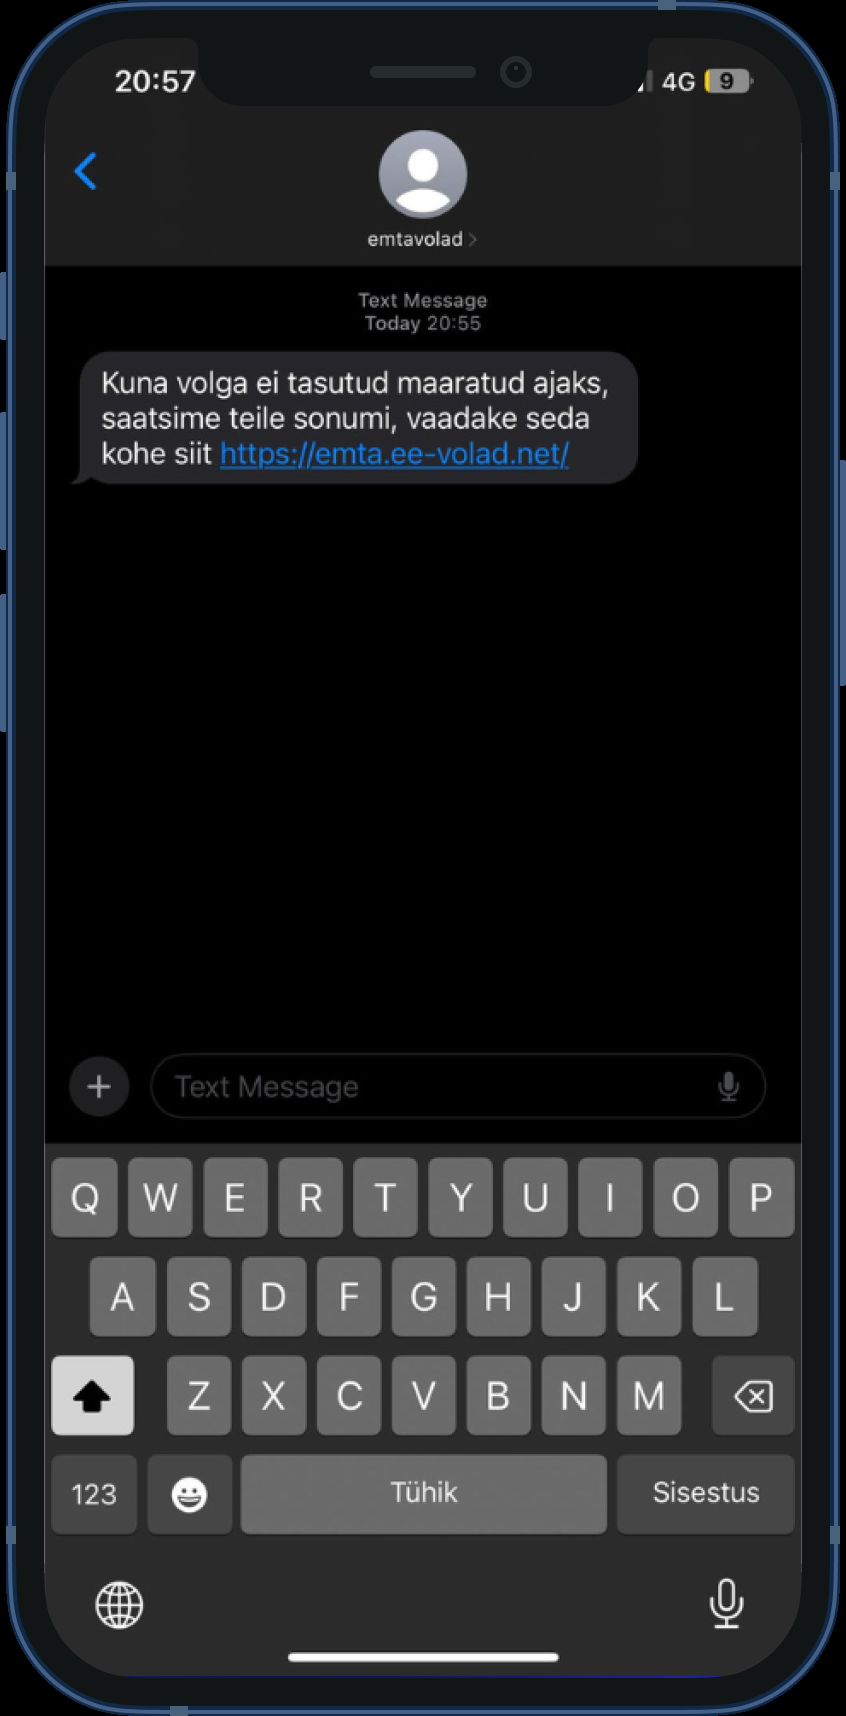 20:57
4G 9
emtavolad
Text Message
Today 20:55
Kuna volga ei tasutud maaratud ajaks,
saatsime teile sonumi, vaadake seda
kohe siit https://emta.ee-volad.net/
Text Message
Q W E R T Y U I O P
A S D F G H J K L
Z X C V B N M
123 Tühik Sisestus